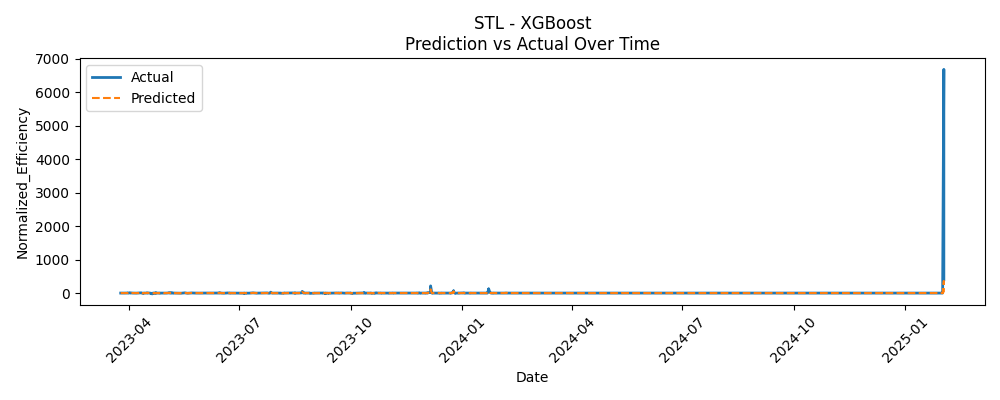 STL - XGBoost
Prediction vs Actual Over Time
Actual
Predicted
Normalized_Efficiency
7000
6000
5000
4000
3000
2000
1000
0
2023-04
2023-07
2023-10
2024-01
2024-04
2024-07
2024-10
2025-01
Date